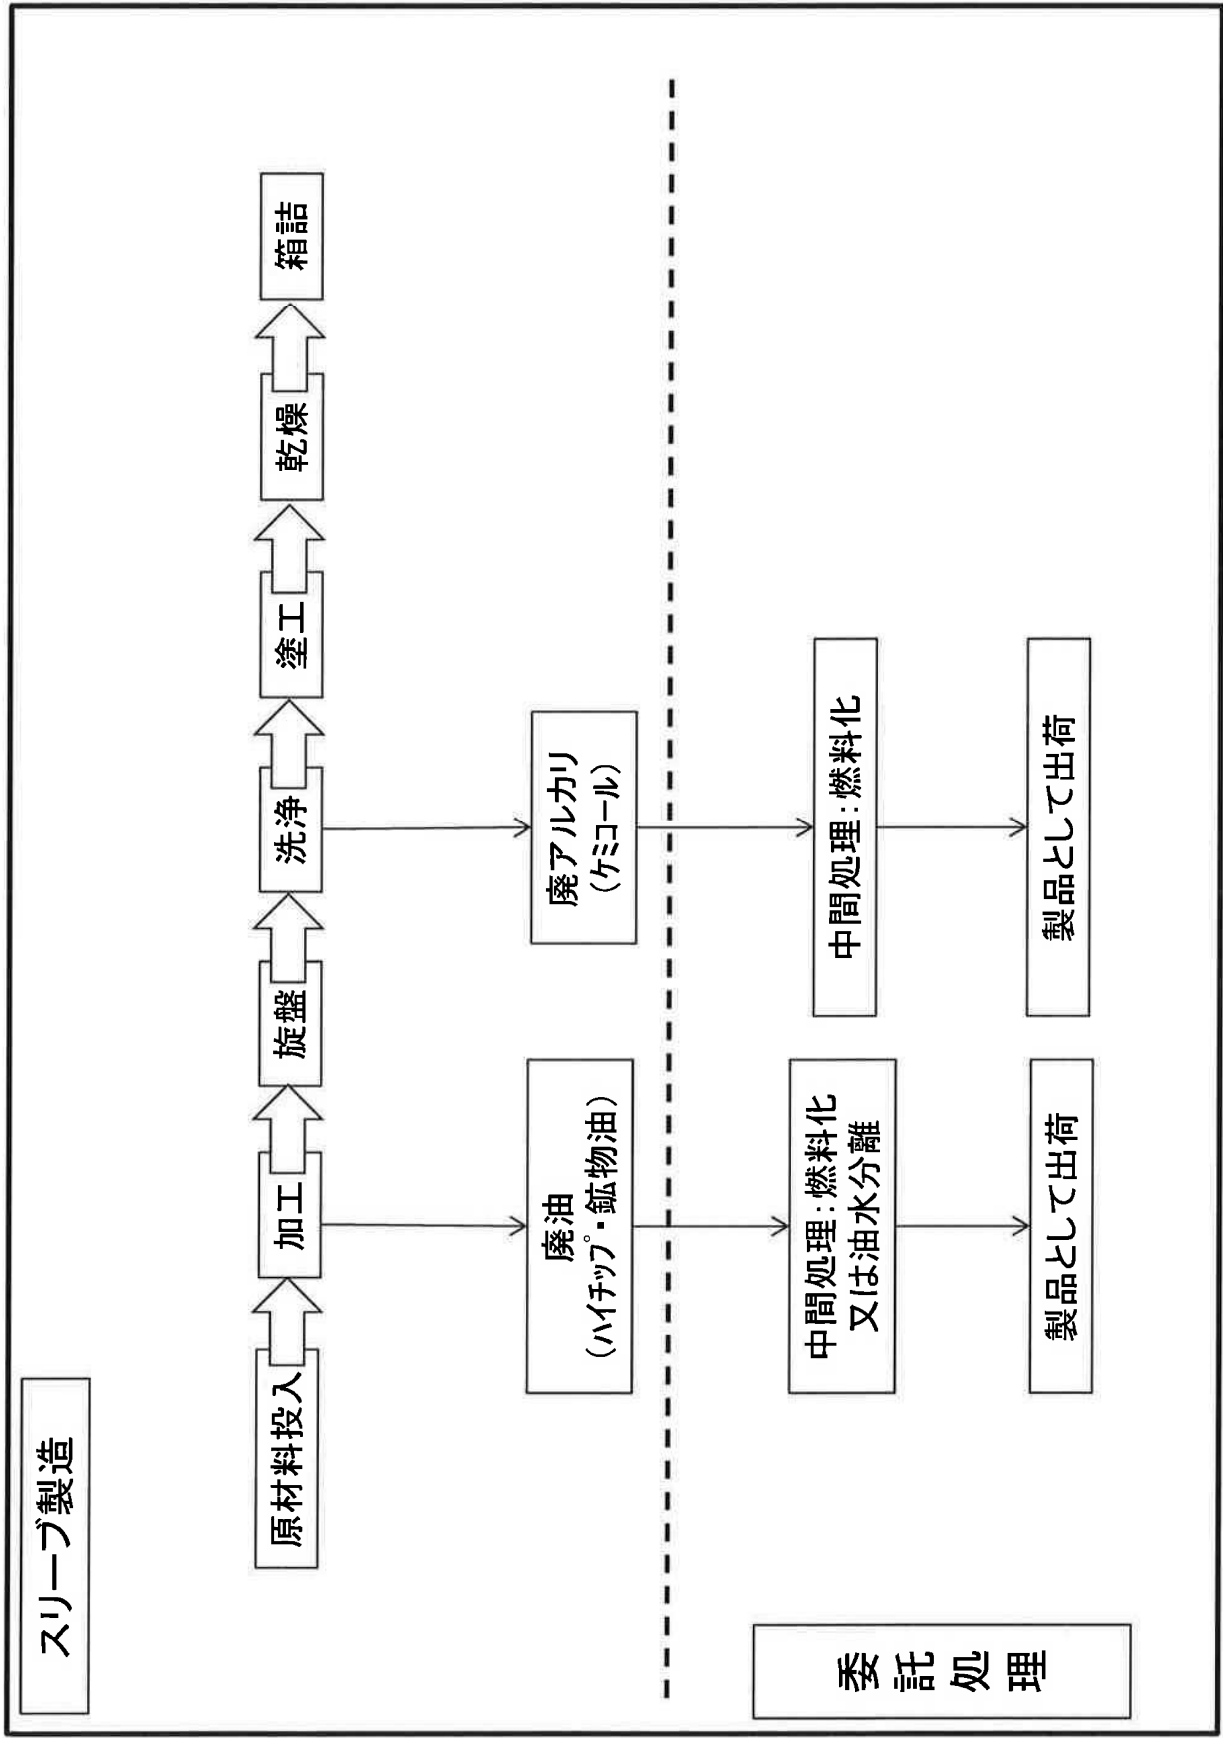 スリーブ製造
原材料投入
加工
旋盤
洗浄
塗工
乾燥
箱詰
廃油
(ハイチップ・鉱物油)
廃アルカリ
(ケミコール)
委託処理
中間処理:燃料化
又は油水分離
中間処理:燃料化
製品として出荷
製品として出荷